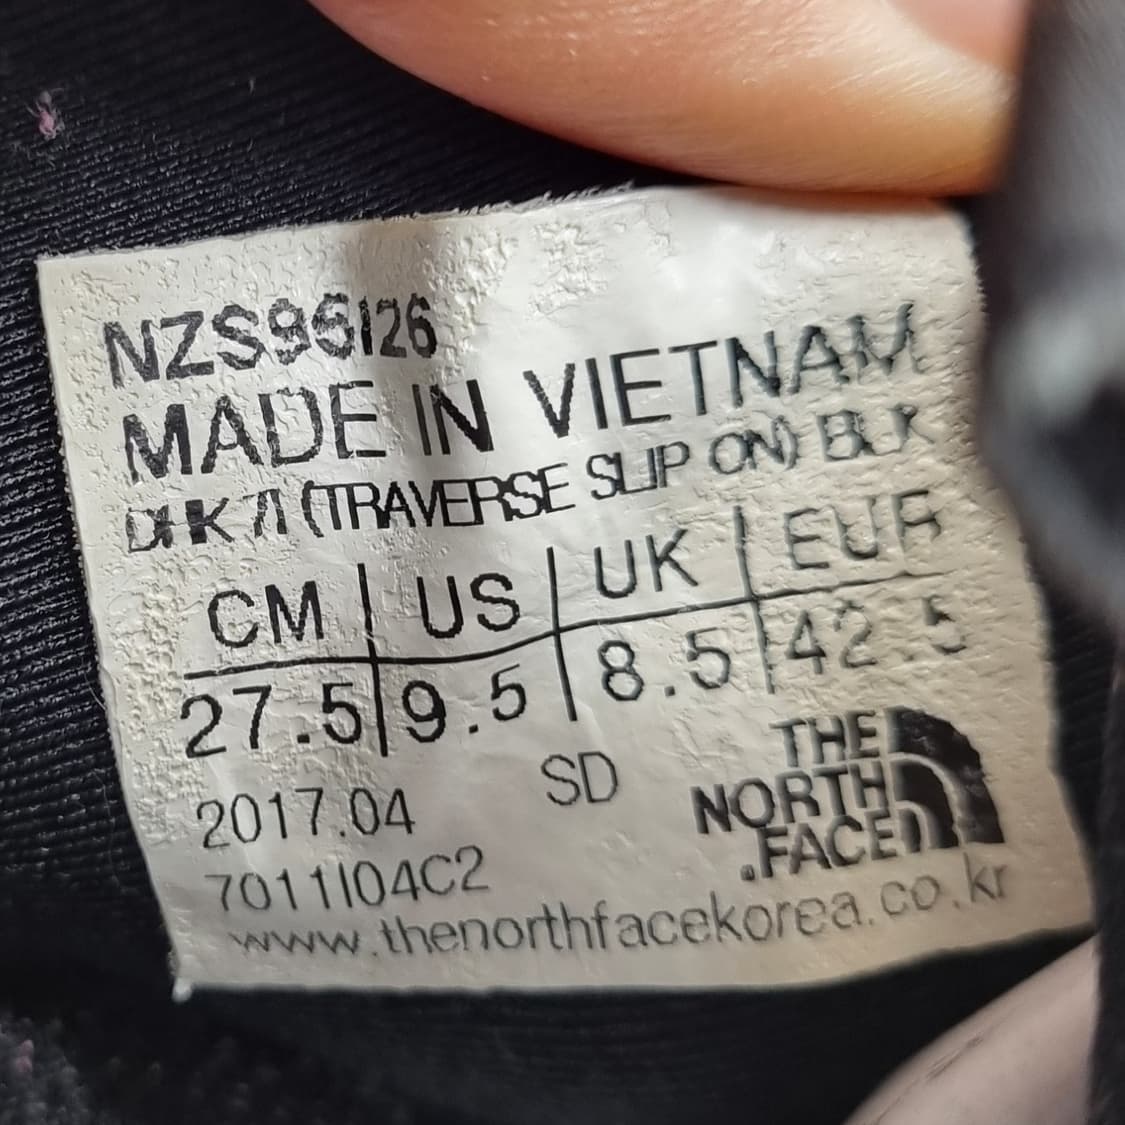 NZS96I26
MADE IN VIETNAM
(TRAVERSE SLIP ON) BLK
CM US UK EUR
27.5 9.5 8.5 42.5
2017.04 SD
7011I04C2
THE
NORTH
FACE
www.thenorthfacekorea.co.kr